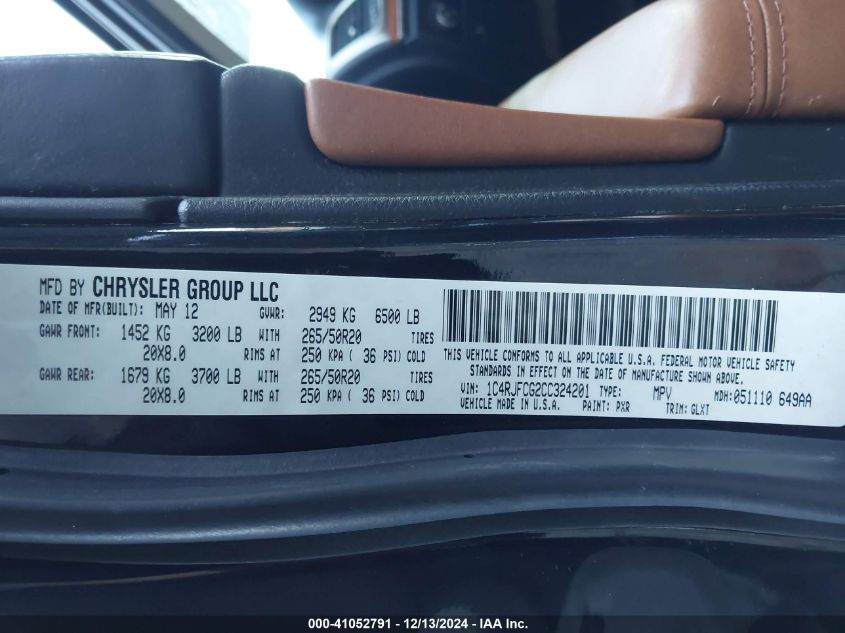 MFD BY CHRYSLER GROUP LLC
DATE OF MFR(BUILT): MAY 12 GVWR: 2949 KG 6500 LB
GAWR FRONT: 1452 KG 3200 LB WITH 265/50R20 TIRES
20X8.0 RIMS AT 250 KPA ( 36 PSI) COLD
GAWR REAR: 1679 KG 3700 LB WITH 265/50R20 TIRES
20X8.0 RIMS AT 250 KPA ( 36 PSI) COLD
THIS VEHICLE CONFORMS TO ALL APPLICABLE U.S.A. FEDERAL MOTOR VEHICLE SAFETY
STANDARDS IN EFFECT ON THE DATE OF MANUFACTURE SHOWN ABOVE.
VIN: 1C4RJFCG2CC324201 TYPE: MPV MDH: 051110 649AA
VEHICLE MADE IN U.S.A. PAINT: PXR TRIM: GLXT
000-41052791 - 12/13/2024 - IAA Inc.